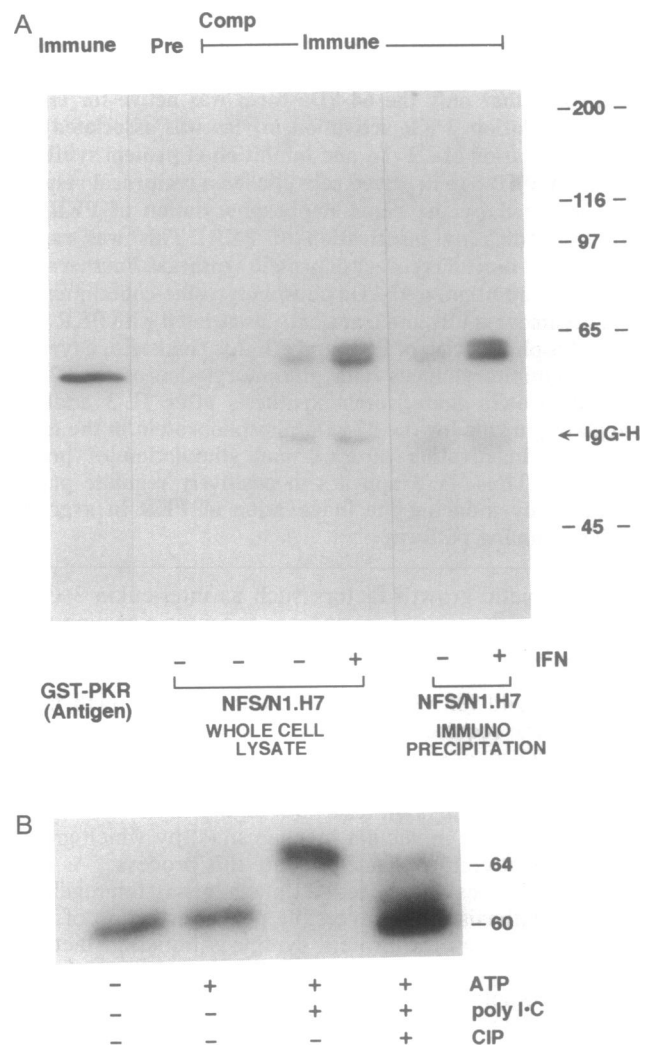 A
Comp
Immune Pre Immune
– 200 –
– 116 –
– 97 –
– 65 –
← IgG-H
– 45 –
– – – + – + IFN
GST-PKR
(Antigen)
NFS/N1.H7 NFS/N1.H7
WHOLE CELL
LYSATE
IMMUNO
PRECIPITATION
B
– 64
– 60
– + + + ATP
– – + + poly I•C
– – – + CIP